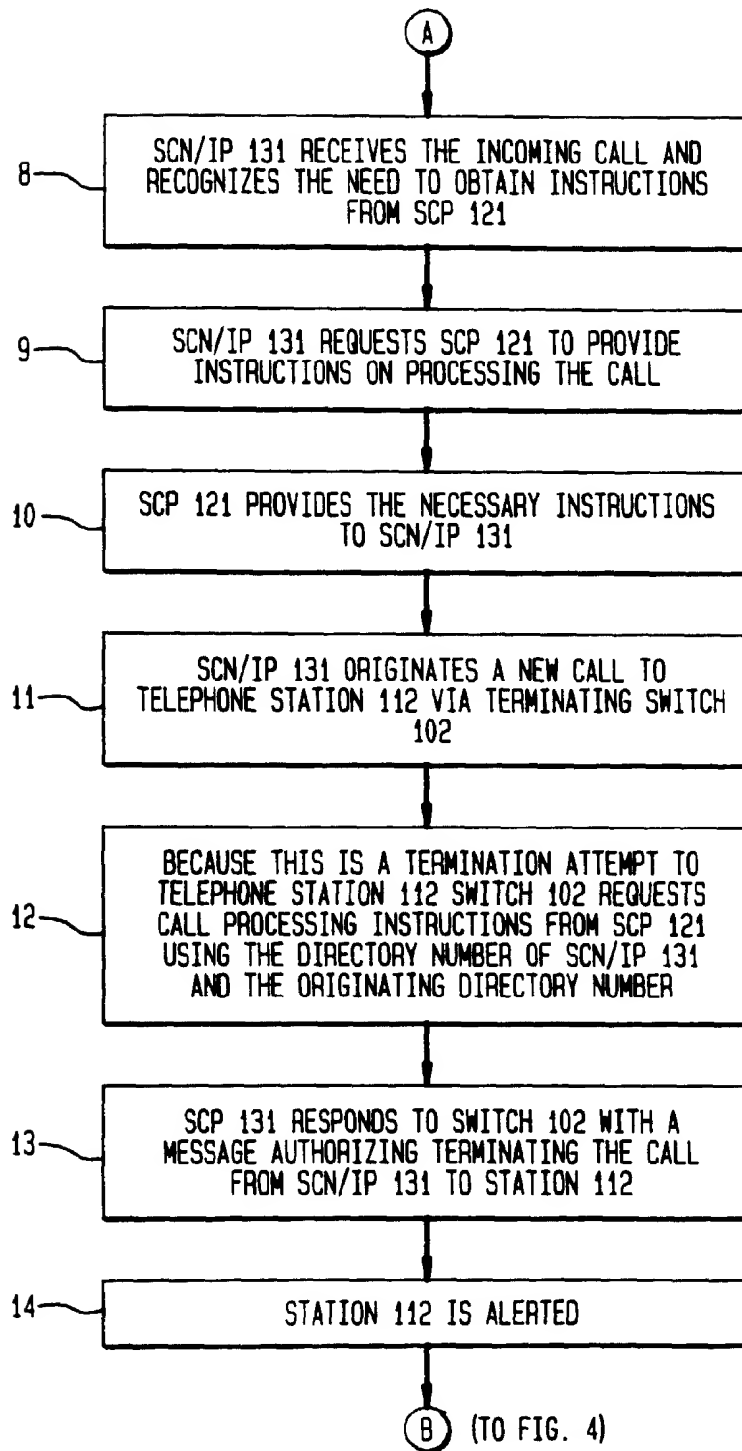 A
8
SCN/IP 131 RECEIVES THE INCOMING CALL AND
RECOGNIZES THE NEED TO OBTAIN INSTRUCTIONS
FROM SCP 121
9
SCN/IP 131 REQUESTS SCP 121 TO PROVIDE
INSTRUCTIONS ON PROCESSING THE CALL
10
SCP 121 PROVIDES THE NECESSARY INSTRUCTIONS
TO SCN/IP 131
11
SCN/IP 131 ORIGINATES A NEW CALL TO
TELEPHONE STATION 112 VIA TERMINATING SWITCH
102
12
BECAUSE THIS IS A TERMINATION ATTEMPT TO
TELEPHONE STATION 112 SWITCH 102 REQUESTS
CALL PROCESSING INSTRUCTIONS FROM SCP 121
USING THE DIRECTORY NUMBER OF SCN/IP 131
AND THE ORIGINATING DIRECTORY NUMBER
13
SCP 131 RESPONDS TO SWITCH 102 WITH A
MESSAGE AUTHORIZING TERMINATING THE CALL
FROM SCN/IP 131 TO STATION 112
14
STATION 112 IS ALERTED
B (TO FIG. 4)